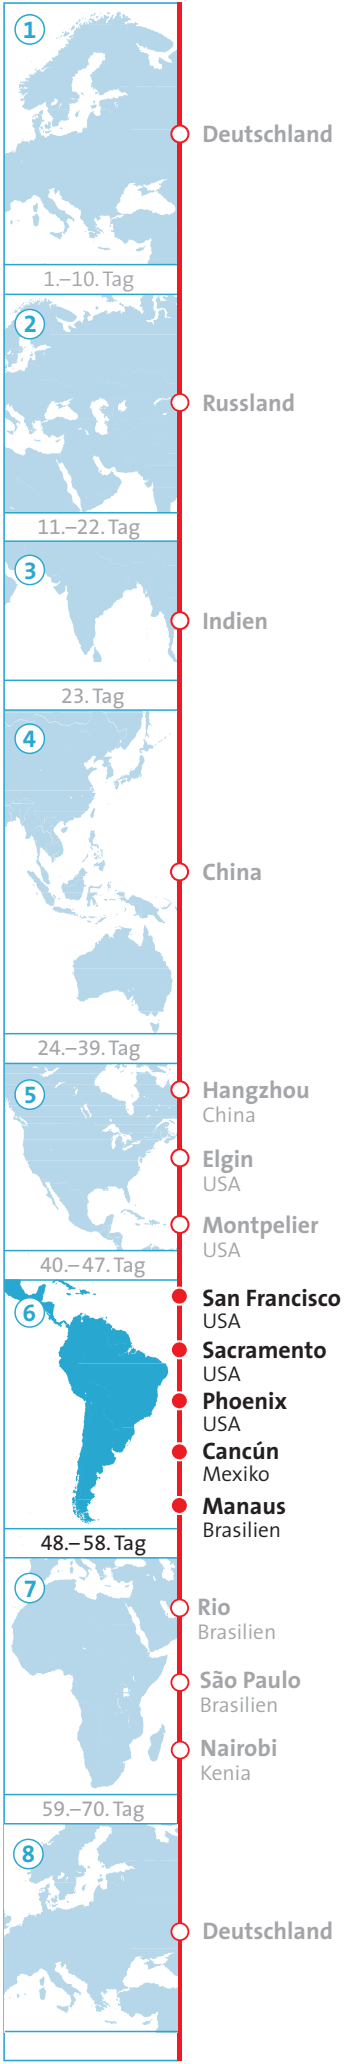 1
Deutschland
1.–10. Tag
2
Russland
11.–22. Tag
3
Indien
23. Tag
4
China
24.–39. Tag
5
Hangzhou
China
Elgin
USA
Montpelier
USA
40.–47. Tag
6
San Francisco
USA
Sacramento
USA
Phoenix
USA
Cancún
Mexiko
Manaus
Brasilien
48.–58. Tag
7
Rio
Brasilien
São Paulo
Brasilien
Nairobi
Kenia
59.–70. Tag
8
Deutschland